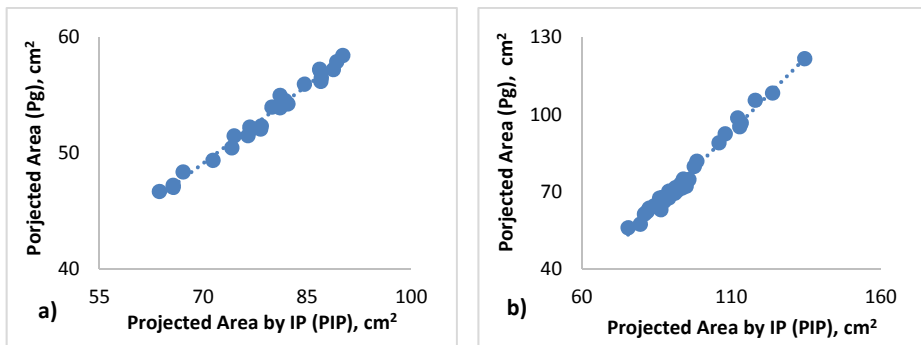 60
50
40
55
70
85
100
Porjected Area (Pg), cm²
Projected Area by IP (PIP), cm²
a)
130
100
70
40
60
110
160
Projected Area (Pg), cm²
Projected Area by IP (PIP), cm²
b)